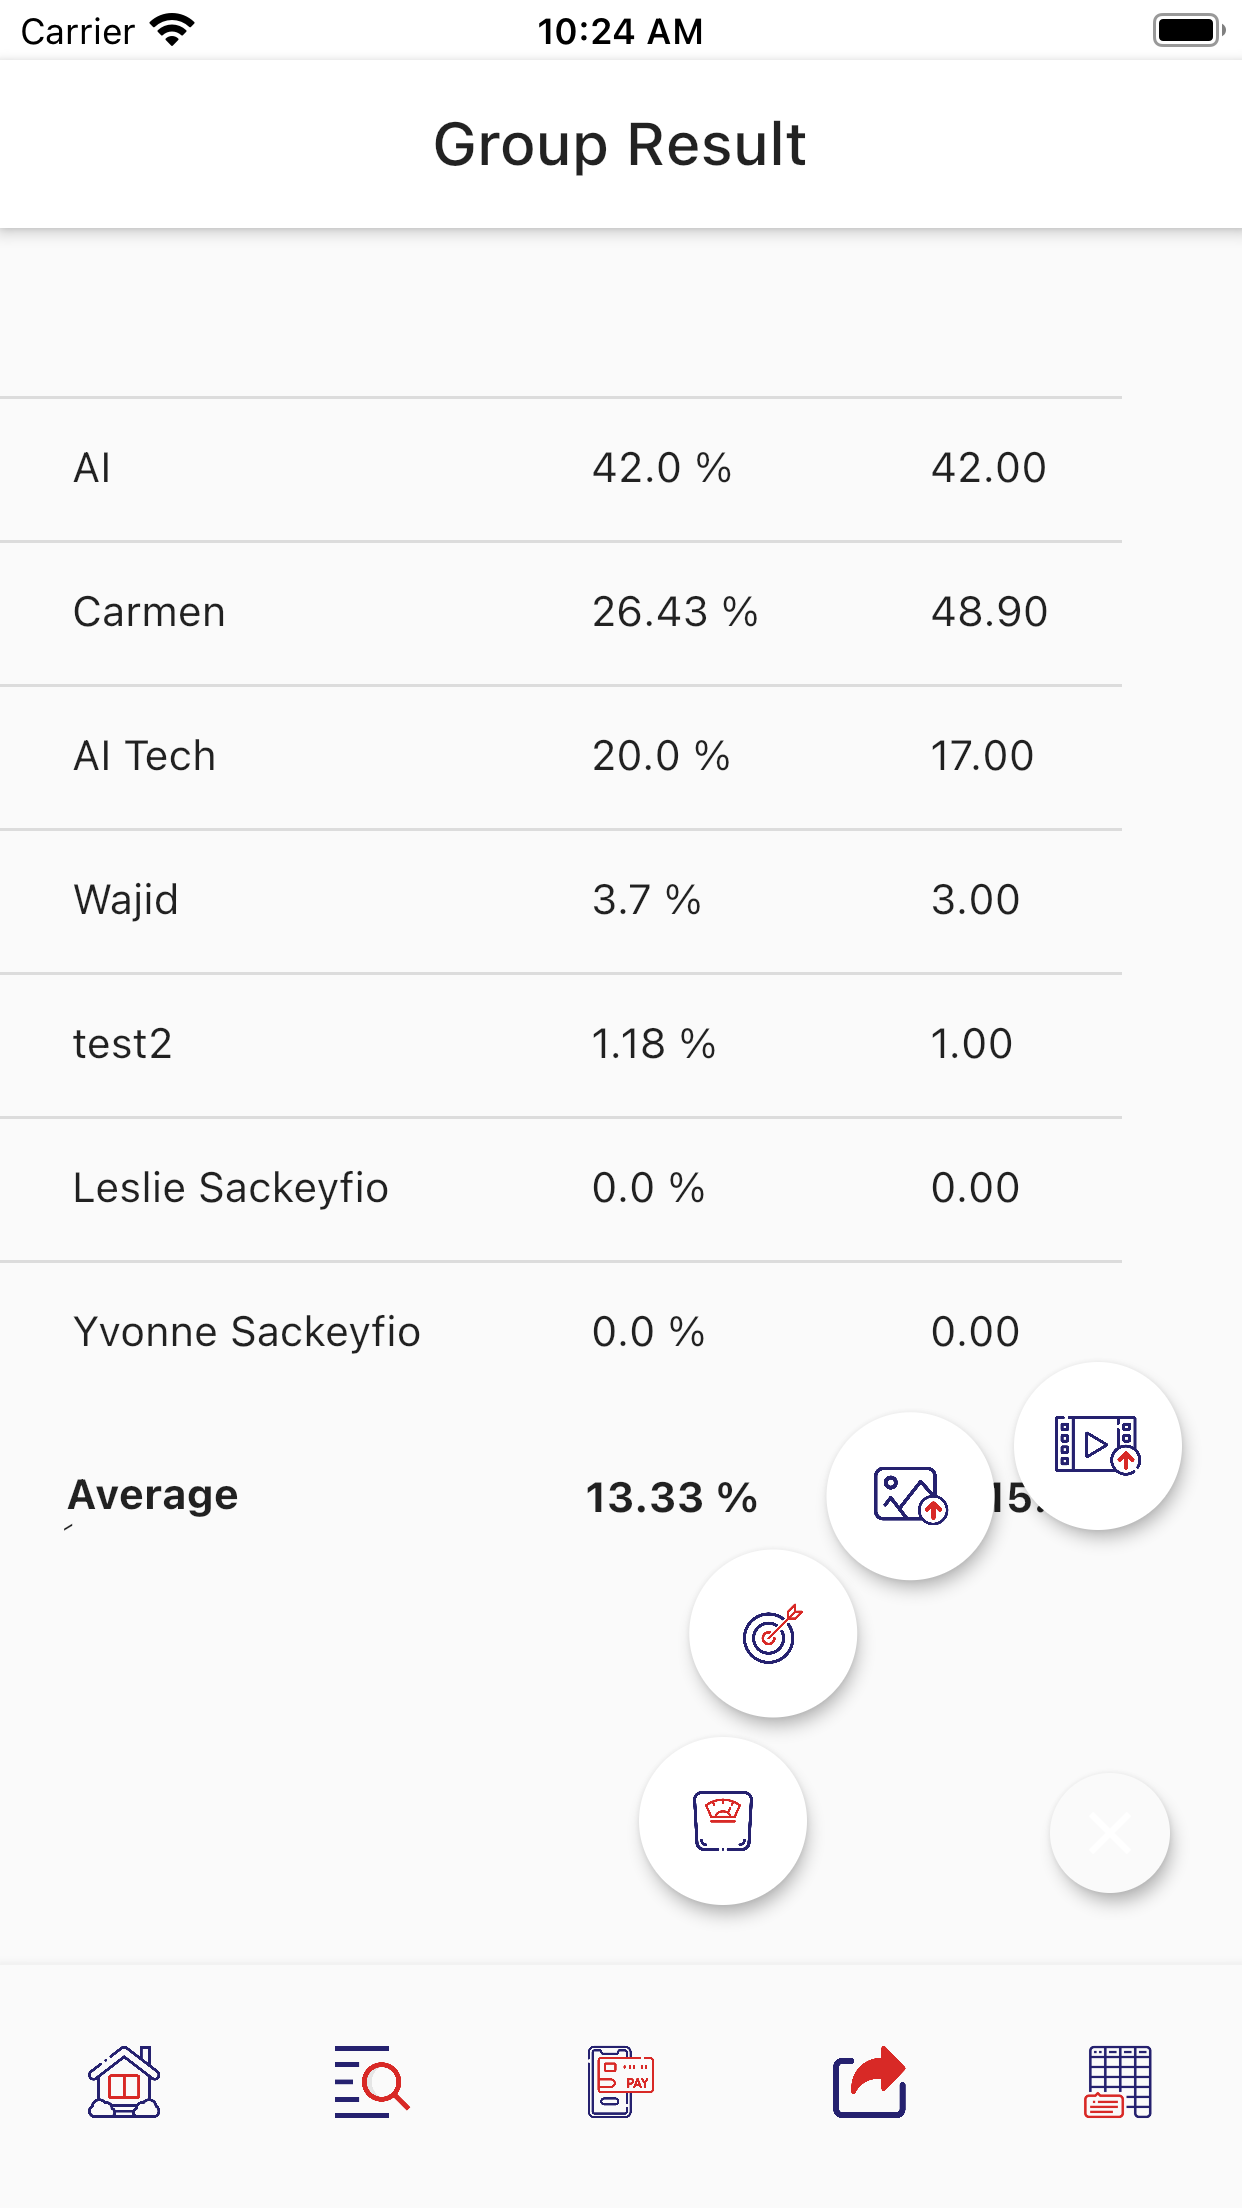 Carrier 10:24 AM
Group Result
AI 42.0 % 42.00
Carmen 26.43 % 48.90
AI Tech 20.0 % 17.00
Wajid 3.7 % 3.00
test2 1.18 % 1.00
Leslie Sackeyfio 0.0 % 0.00
Yvonne Sackeyfio 0.0 % 0.00
Average 13.33 % 15.
PAY